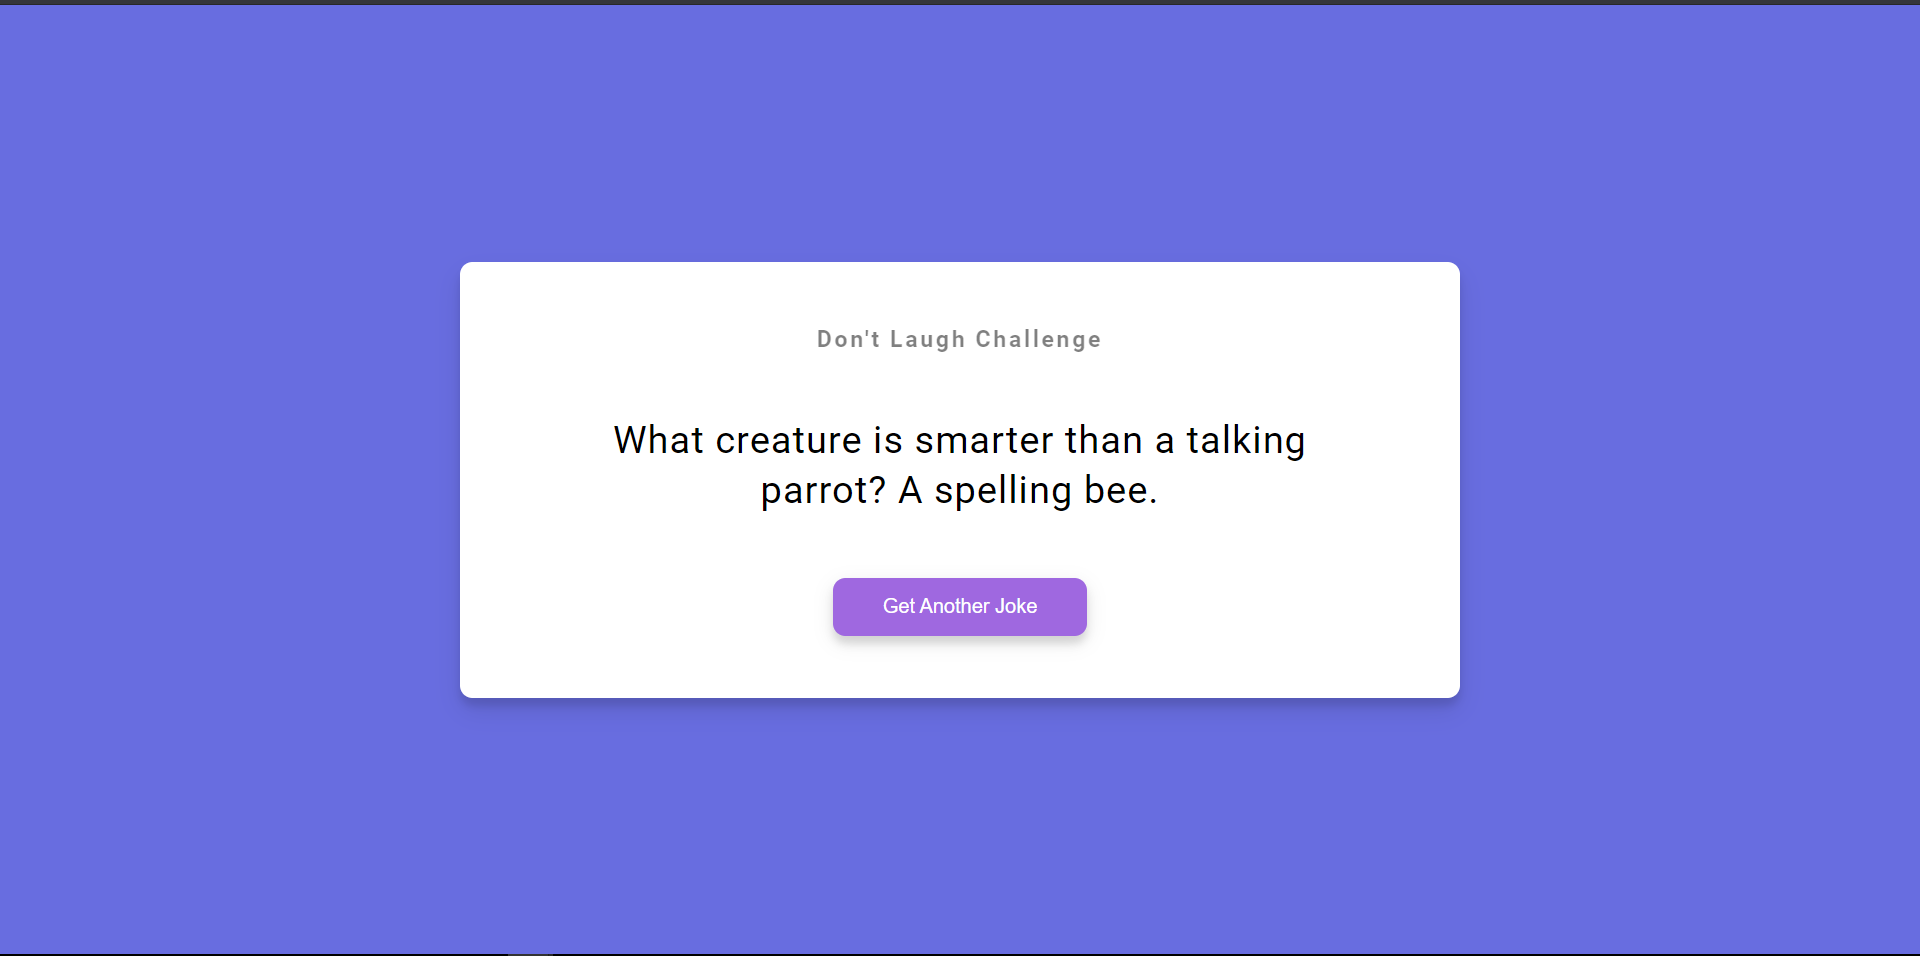 Don't Laugh Challenge
What creature is smarter than a talking
parrot? A spelling bee.
Get Another Joke